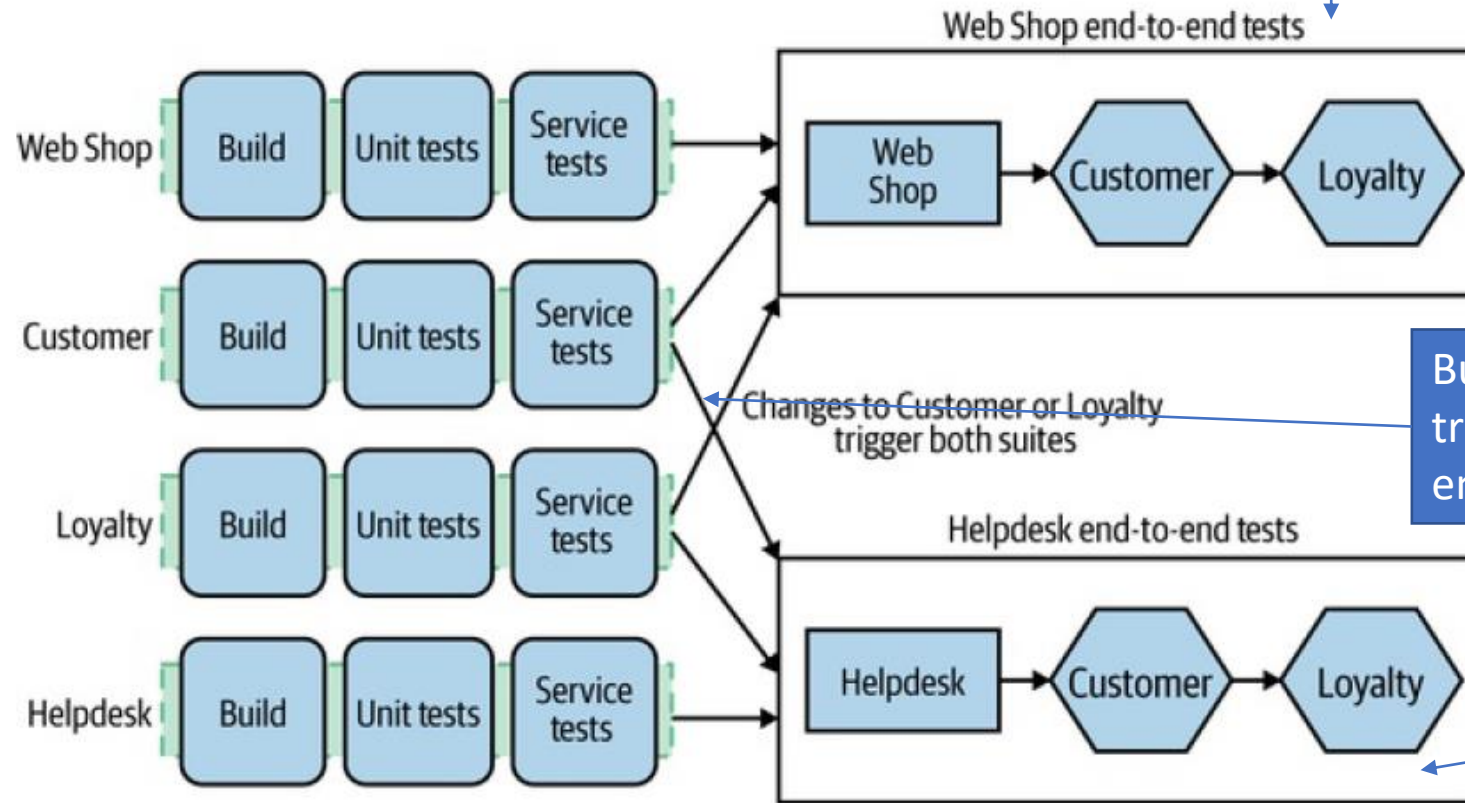 Web Shop end-to-end tests
Web Shop
Build
Unit tests
Service
tests
Web
Shop
Customer
Loyalty
Customer
Build
Unit tests
Service
tests
Changes to Customer or Loyalty
trigger both suites
Loyalty
Build
Unit tests
Service
tests
Helpdesk end-to-end tests
Helpdesk
Build
Unit tests
Service
tests
Helpdesk
Customer
Loyalty